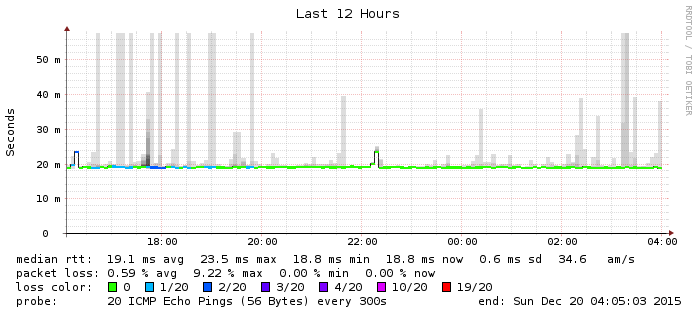 Last 12 Hours
RRDTOOL / TOBI OETIKER
Seconds
50 m
40 m
30 m
20 m
10 m
0
18:00 20:00 22:00 00:00 02:00 04:00
median rtt: 19.1 ms avg 23.5 ms max 18.8 ms min 18.8 ms now 0.6 ms sd 34.6 am/s
packet loss: 0.59 % avg 9.22 % max 0.00 % min 0.00 % now
loss color: 0 1/20 2/20 3/20 4/20 10/20 19/20
probe: 20 ICMP Echo Pings (56 Bytes) every 300s end: Sun Dec 20 04:05:03 2015